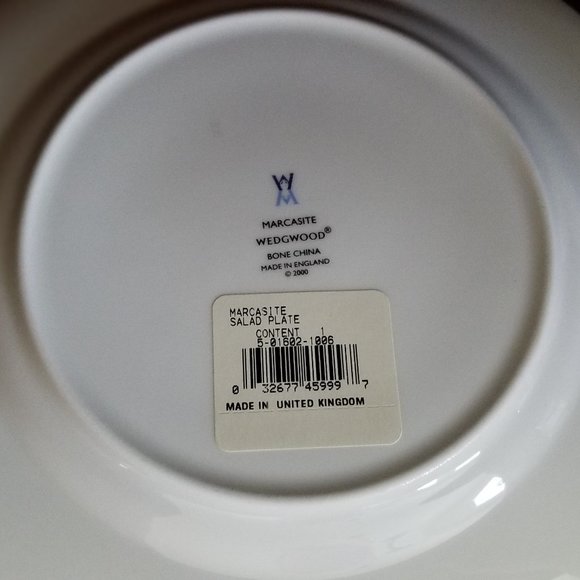 W
W
MARCASITE
WEDGWOOD®
BONE CHINA
MADE IN ENGLAND
© 2000
MARCASITE
SALAD PLATE
CONTENT 1
5-01602-1006
0 32677 45999 7
MADE IN UNITED KINGDOM